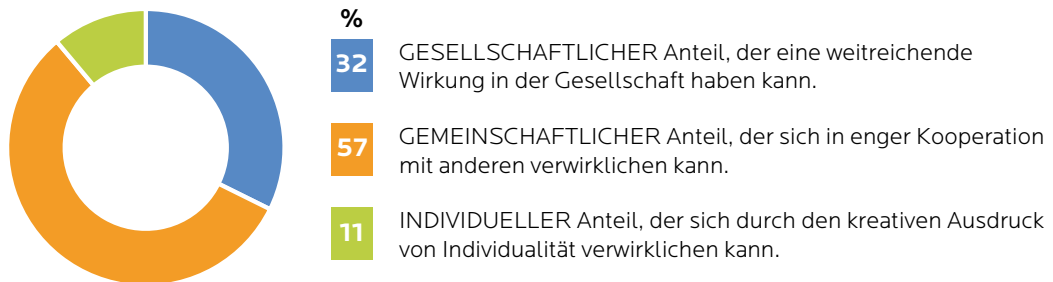 %
32 GESELLSCHAFTLICHER Anteil, der eine weitreichende
Wirkung in der Gesellschaft haben kann.
57 GEMEINSCHAFTLICHER Anteil, der sich in enger Kooperation
mit anderen verwirklichen kann.
11 INDIVIDUELLER Anteil, der sich durch den kreativen Ausdruck
von Individualität verwirklichen kann.